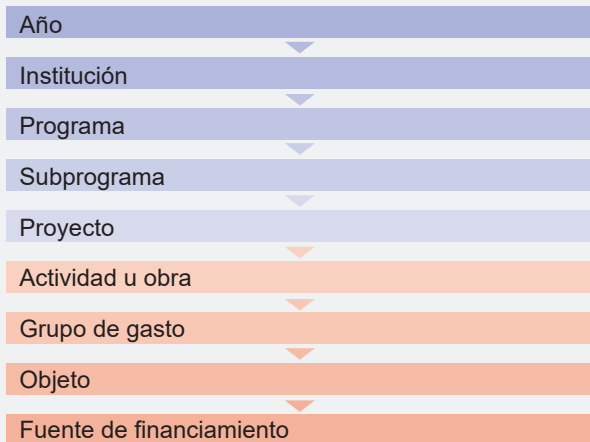 Año
Institución
Programa
Subprograma
Proyecto
Actividad u obra
Grupo de gasto
Objeto
Fuente de financiamiento